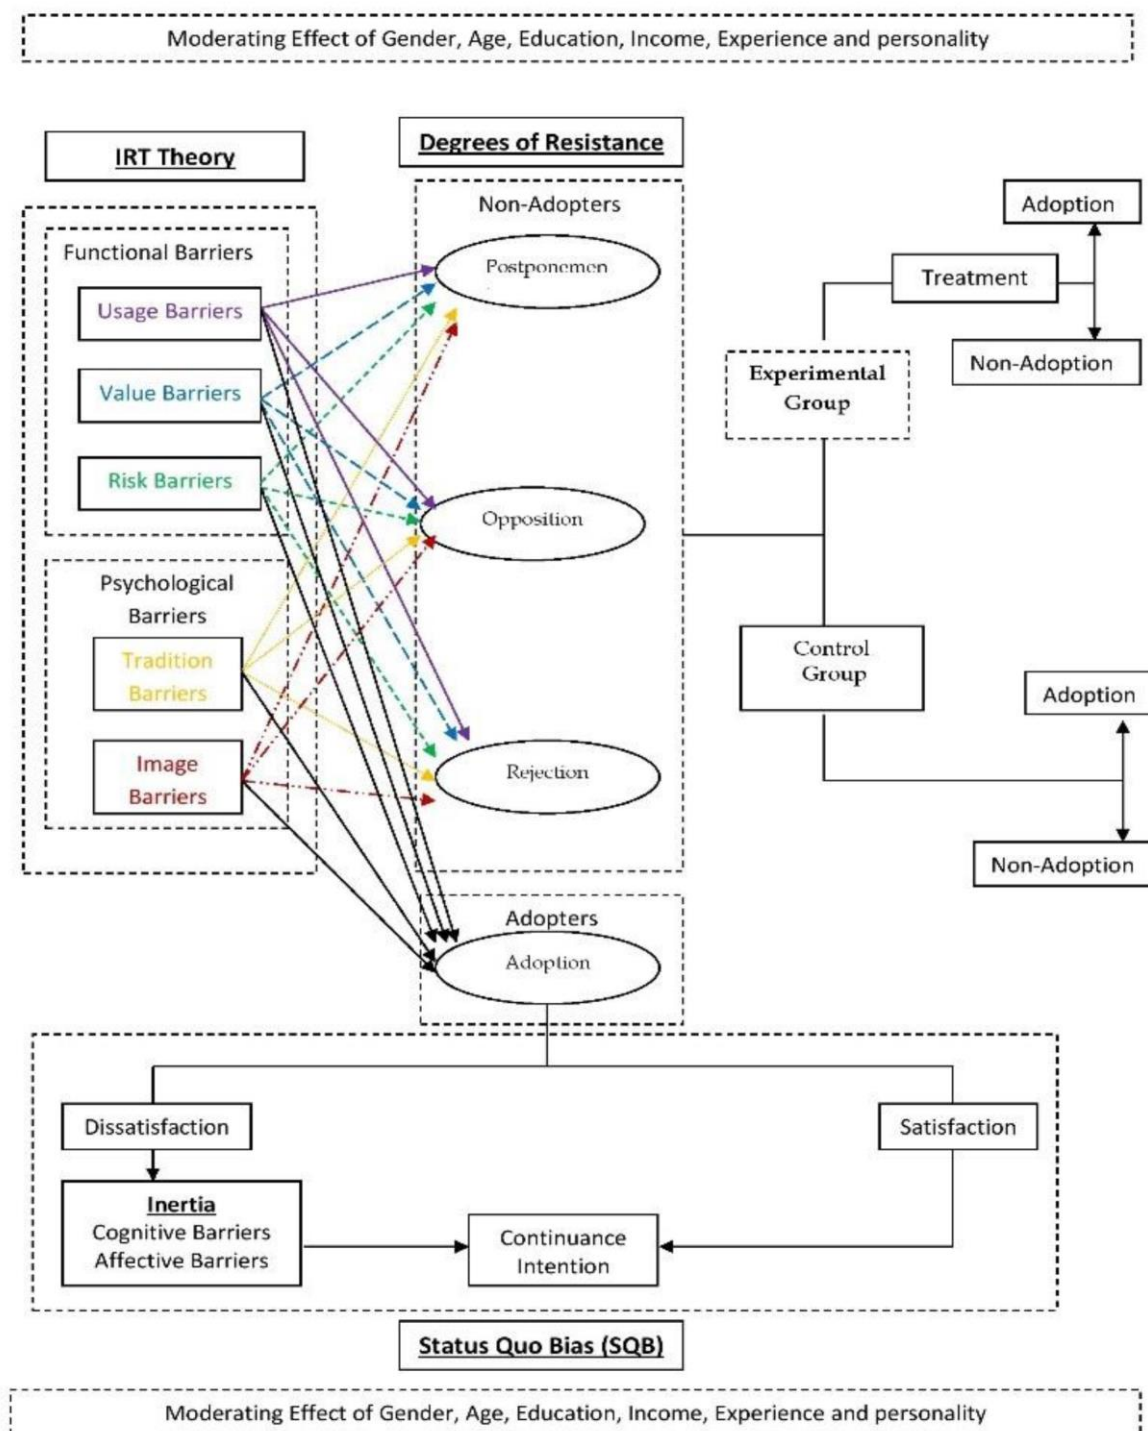 Moderating Effect of Gender, Age, Education, Income, Experience and personality
IRT Theory
Degrees of Resistance
Functional Barriers
Usage Barriers
Value Barriers
Risk Barriers
Psychological
Barriers
Tradition
Barriers
Image
Barriers
Non-Adopters
Postponemen
Opposition
Rejection
Adopters
Adoption
Experimental
Group
Treatment
Adoption
Non-Adoption
Control
Group
Adoption
Non-Adoption
Dissatisfaction
Satisfaction
Inertia
Cognitive Barriers
Affective Barriers
Continuance
Intention
Status Quo Bias (SQB)
Moderating Effect of Gender, Age, Education, Income, Experience and personality